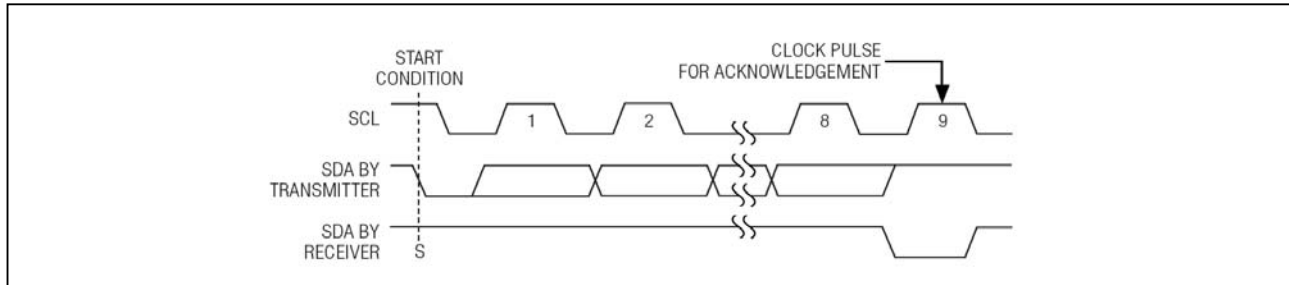 START
CONDITION
CLOCK PULSE
FOR ACKNOWLEDGEMENT
SCL
1
2
8
9
SDA BY
TRANSMITTER
SDA BY
RECEIVER
S